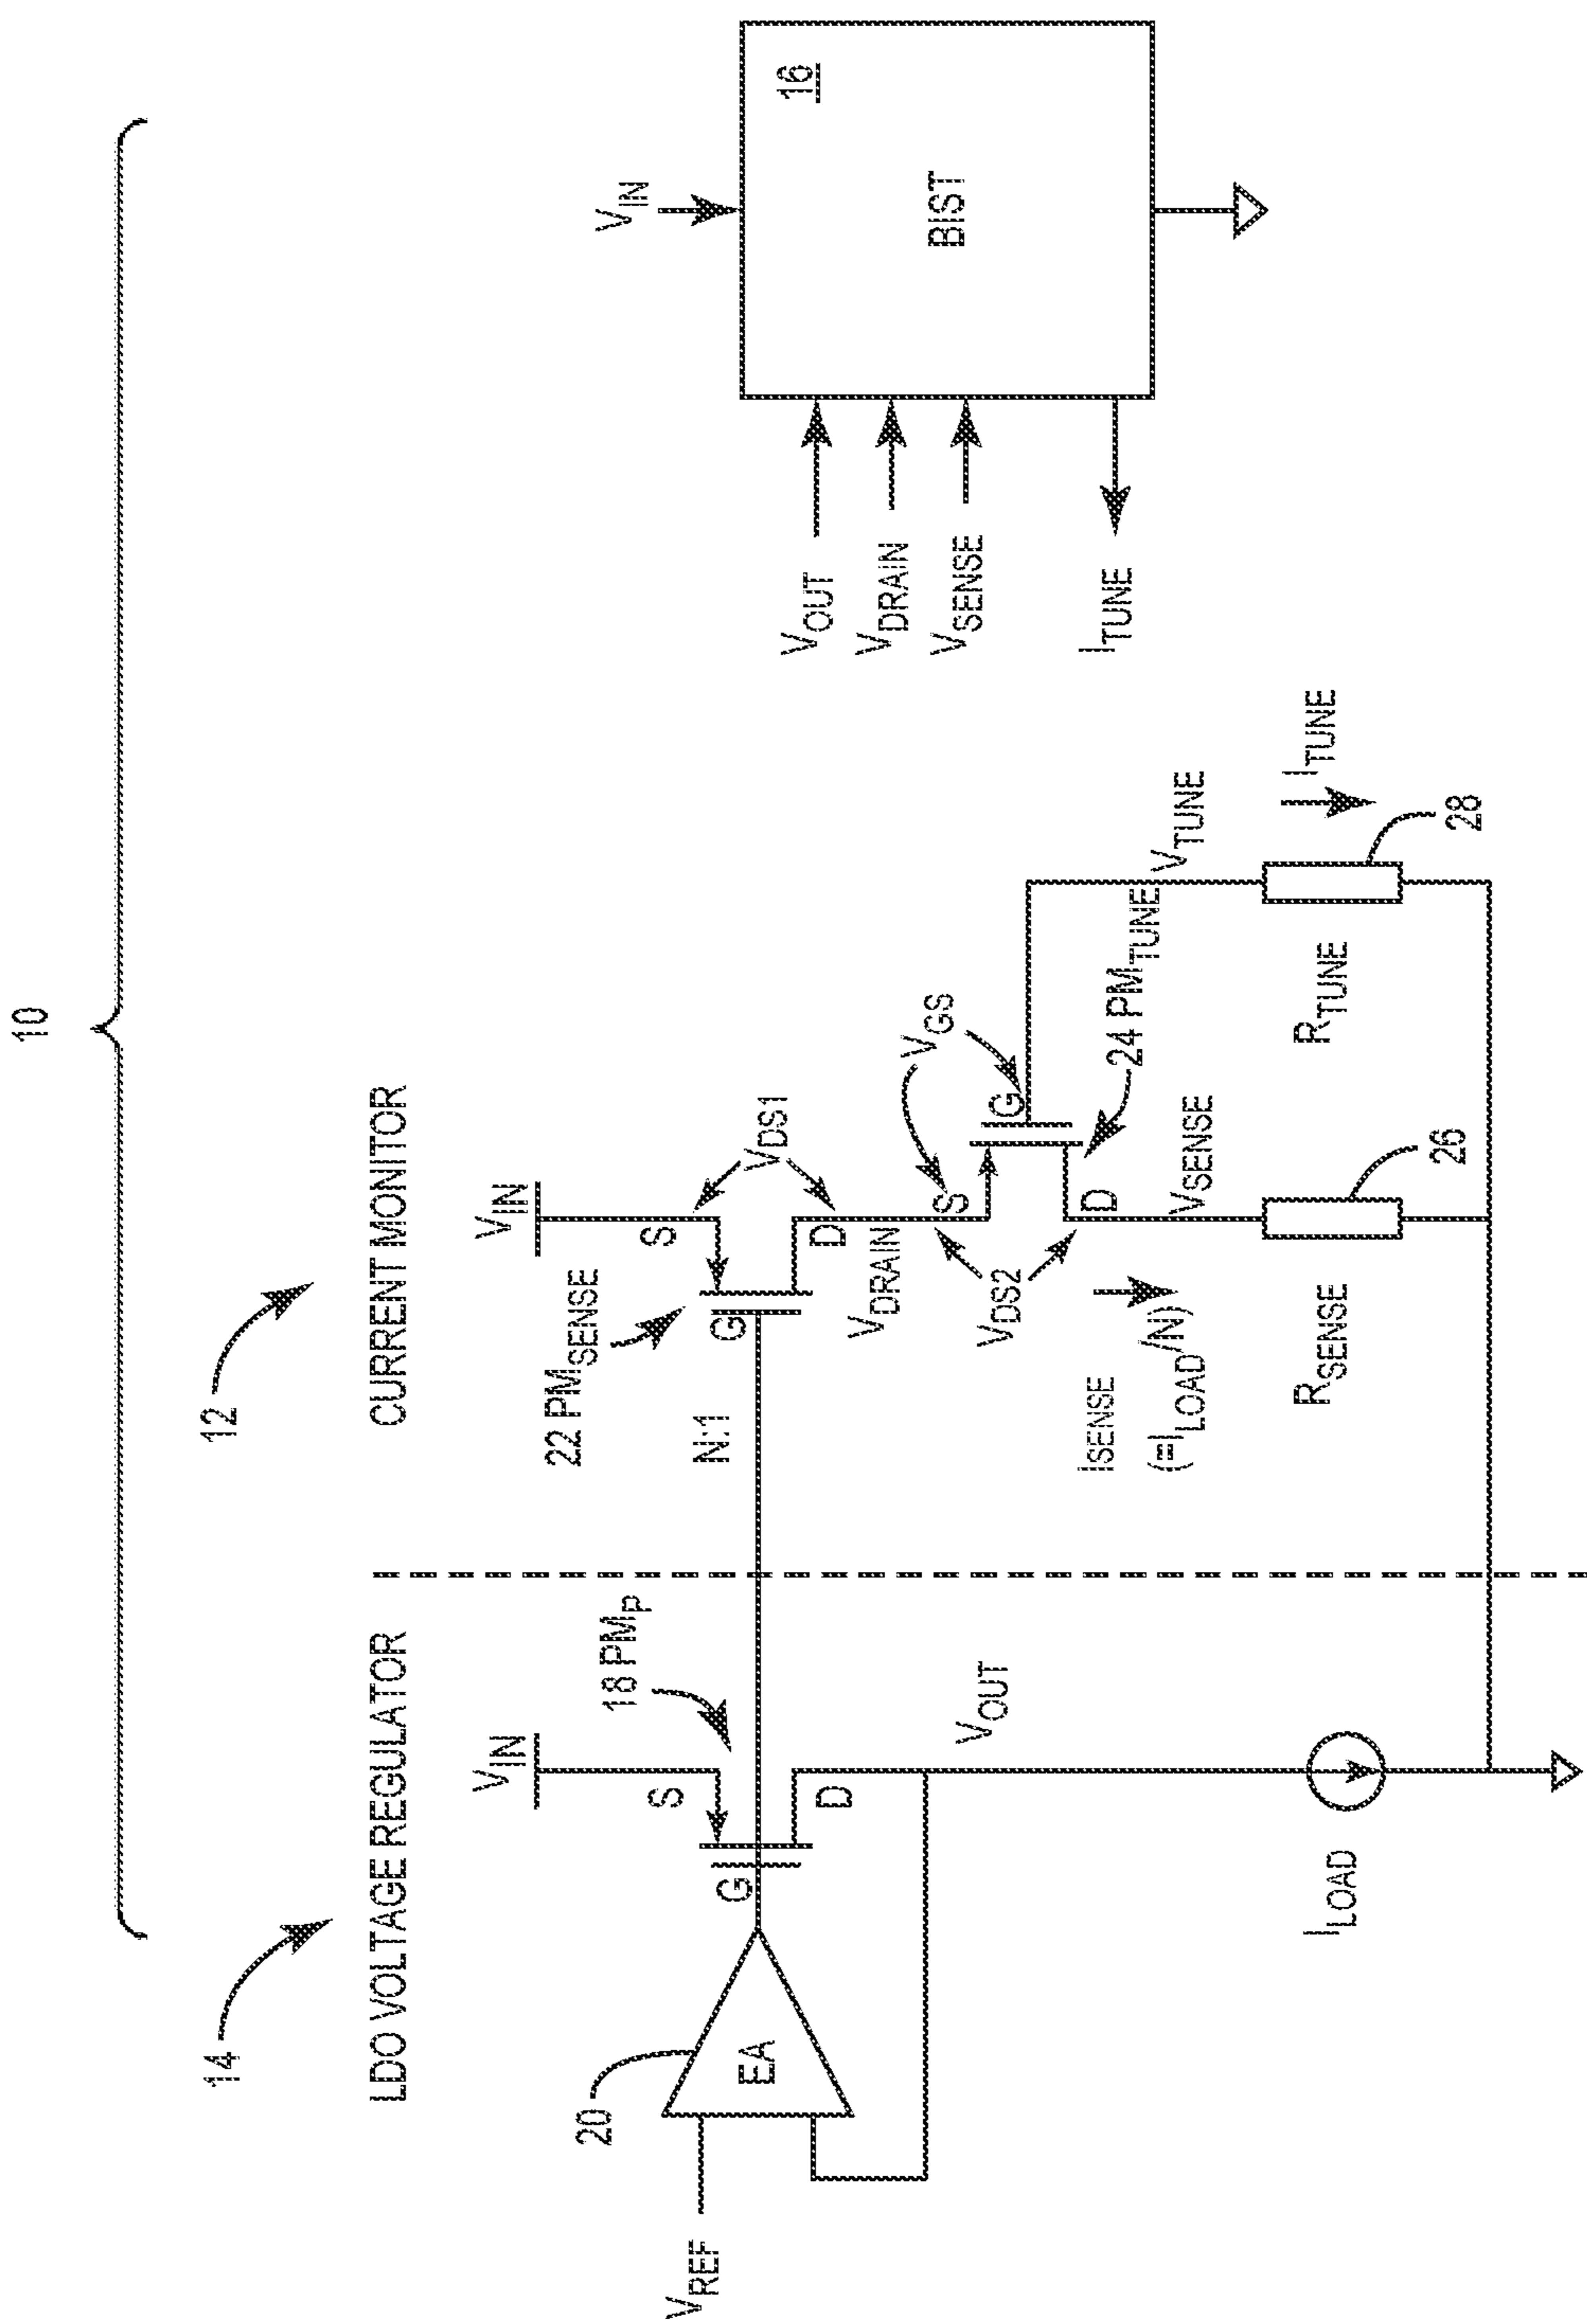 10
14
LDO VOLTAGE REGULATOR
12
CURRENT MONITOR
VREF
20
EA
VIN
S
G
D
18 PMP
VOUT
ILOAD
N:1
22 PMSENSE
VIN
S
G
D
VDS1
VDRAIN
VGS
S
G
D
VDS2
24 PMTUNE
ISENSE
(=ILOAD/N)
VSENSE
RSENSE
26
VTUNE
RTUNE
ITUNE
28
VIN
16
BIST
VOUT
VDRAIN
VSENSE
ITUNE